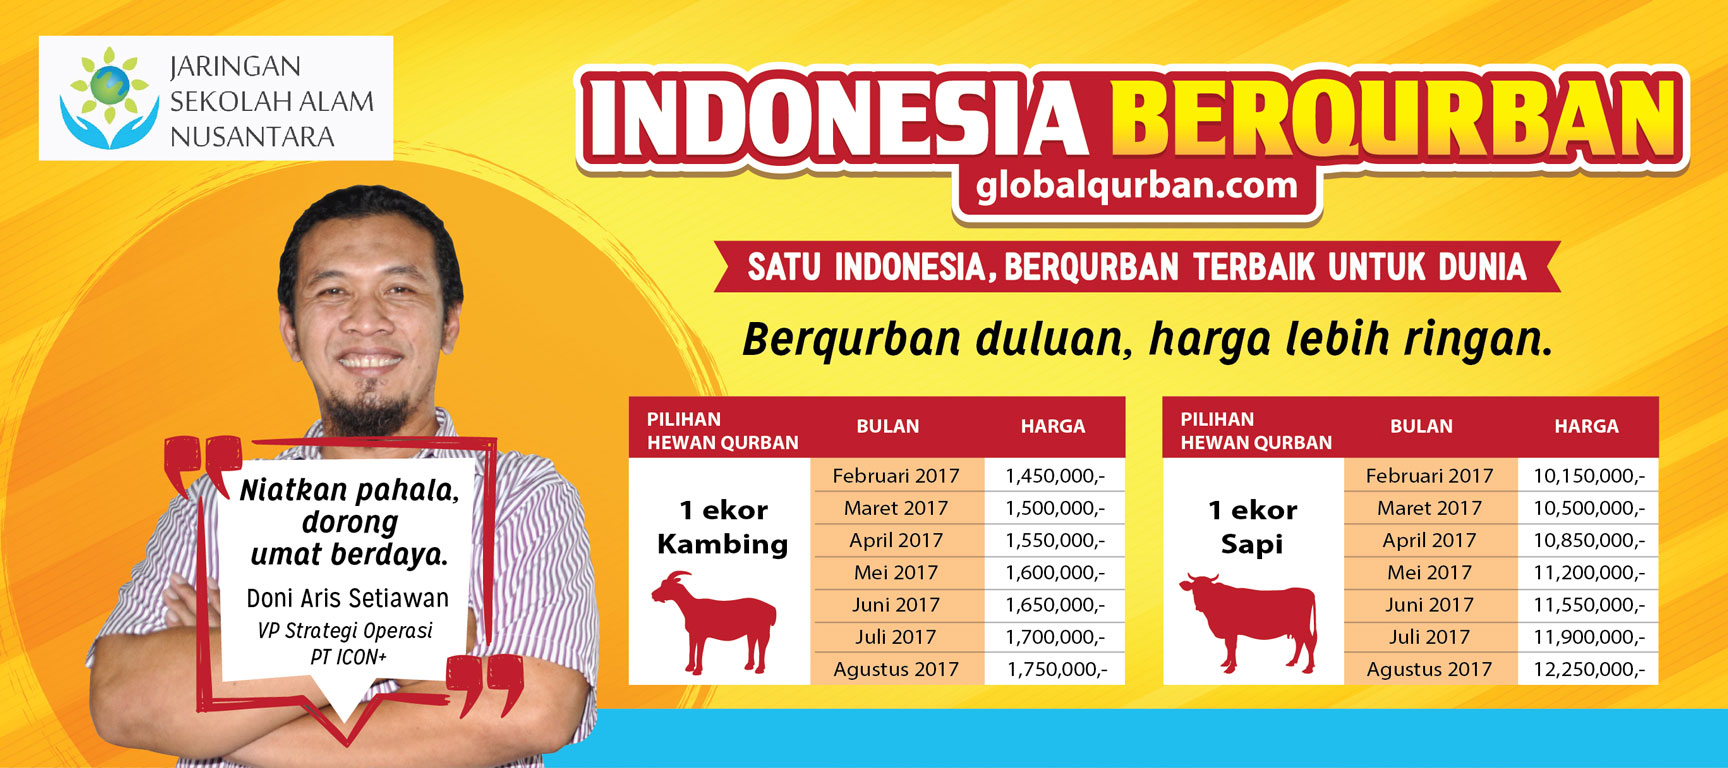 JARINGAN
SEKOLAH ALAM
NUSANTARA
INDONESIA BERQURBAN
globalqurban.com
SATU INDONESIA, BERQURBAN TERBAIK UNTUK DUNIA
Berqurban duluan, harga lebih ringan.
Niatkan pahala,
dorong
umat berdaya.
Doni Aris Setiawan
VP Strategi Operasi
PT ICON+
PILIHAN
HEWAN QURBAN
BULAN
HARGA
1 ekor
Kambing
Februari 2017 1,450,000,-
Maret 2017 1,500,000,-
April 2017 1,550,000,-
Mei 2017 1,600,000,-
Juni 2017 1,650,000,-
Juli 2017 1,700,000,-
Agustus 2017 1,750,000,-
PILIHAN
HEWAN QURBAN
BULAN
HARGA
1 ekor
Sapi
Februari 2017 10,150,000,-
Maret 2017 10,500,000,-
April 2017 10,850,000,-
Mei 2017 11,200,000,-
Juni 2017 11,550,000,-
Juli 2017 11,900,000,-
Agustus 2017 12,250,000,-